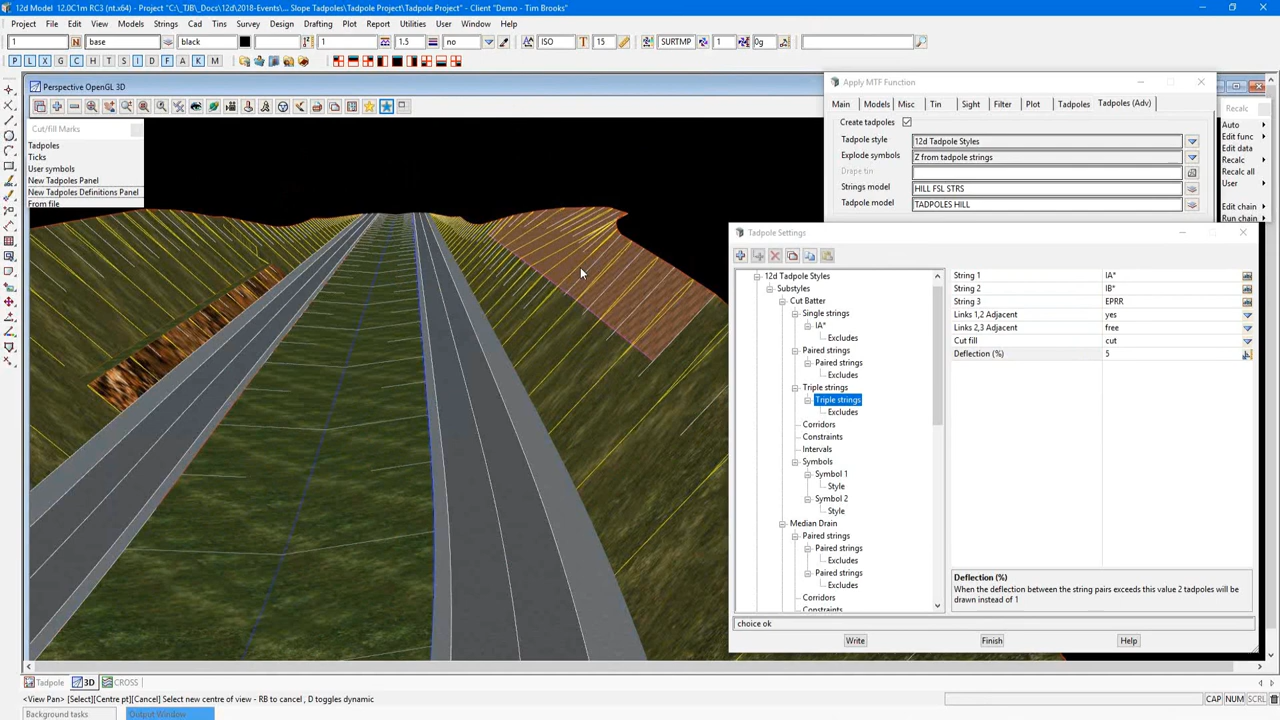 12d Model 12.0C1m RC3 (nt.x64) - Project "C:\_TJB\_Docs\12d\2018-Events\... Slope Tadpoles\Tadpole Project\Tadpole Project" - Client "Demo - Tim Brooks"
Project File Edit View Models Strings Cad Tins Survey Design Drafting Plot Report Utilities User Window Help
1 base black 1 1.5 no ISO 15 SURTMP 1 0g
P L X G C H T S I D F A K M
Perspective OpenGL 3D
Cut/fill Marks
Tadpoles
Ticks
User symbols
New Tadpoles Panel
New Tadpoles Definitions Panel
From file
Apply MTF Function
Main Models Misc Tin Sight Filter Plot Tadpoles Tadpoles (Adv)
Create tadpoles
Tadpole style 12d Tadpole Styles
Explode symbols Z from tadpole strings
Drape tin
Strings model HILL FSL STRS
Tadpole model TADPOLES HILL
Recalc
Auto
Edit func
Edit data
Recalc
Recalc all
User
Edit chain
Run chain
Tadpole Settings
12d Tadpole Styles
Substyles
Cut Batter
Single strings
IA*
Excludes
Paired strings
Paired strings
Excludes
Triple strings
Triple strings
Excludes
Corridors
Constraints
Intervals
Symbols
Symbol 1
Style
Symbol 2
Style
Median Drain
Paired strings
Paired strings
Excludes
Paired strings
Excludes
Corridors
Constraints
String 1 IA*
String 2 IB*
String 3 EPRR
Links 1,2 Adjacent yes
Links 2,3 Adjacent free
Cut fill cut
Deflection (%) 5
Deflection (%)
When the deflection between the string pairs exceeds this value 2 tadpoles will be
drawn instead of 1
choice ok
Write Finish Help
Tadpole 3D CROSS
<View Pan> [Select][Centre pt][Cancel] Select new centre of view - RB to cancel , D toggles dynamic
CAP NUM SCRL
Background tasks Output Window